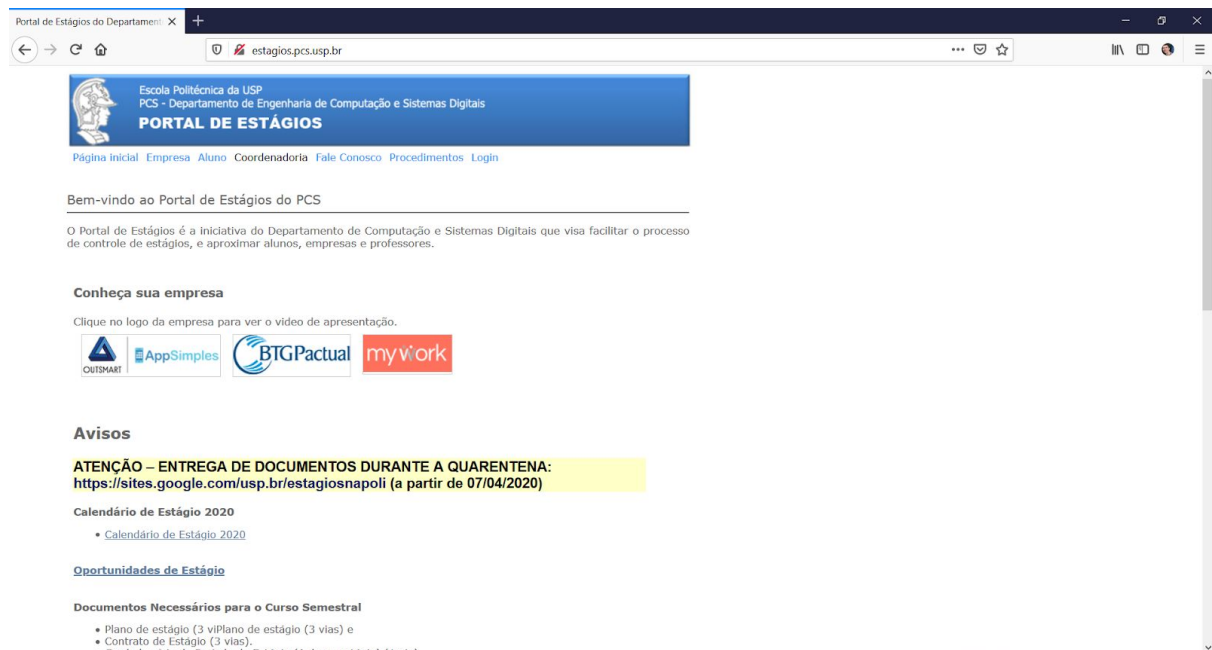 Portal de Estágios do Departament
estagios.pcs.usp.br
Escola Politécnica da USP
PCS - Departamento de Engenharia de Computação e Sistemas Digitais
PORTAL DE ESTÁGIOS
Página inicial Empresa Aluno Coordenadoria Fale Conosco Procedimentos Login
Bem-vindo ao Portal de Estágios do PCS
O Portal de Estágios é a iniciativa do Departamento de Computação e Sistemas Digitais que visa facilitar o processo
de controle de estágios, e aproximar alunos, empresas e professores.
Conheça sua empresa
Clique no logo da empresa para ver o video de apresentação.
OUTSMART AppSimples BTGPactual mywork
Avisos
ATENÇÃO – ENTREGA DE DOCUMENTOS DURANTE A QUARENTENA:
https://sites.google.com/usp.br/estagiosnapoli (a partir de 07/04/2020)
Calendário de Estágio 2020
• Calendário de Estágio 2020
Oportunidades de Estágio
Documentos Necessários para o Curso Semestral
• Plano de estágio (3 viPlano de estágio (3 vias) e
• Contrato de Estágio (3 vias).